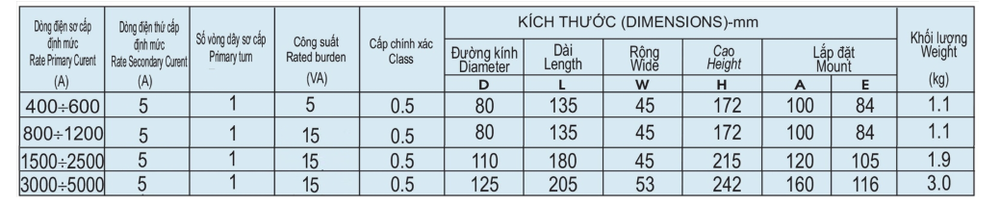 Dòng điện sơ cấp định mức Rate Primary Curent (A)
Dòng điện thứ cấp định mức Rate Secondary Curent (A)
Số vòng dây sơ cấp Primary turn
Công suất Rated burden (VA)
Cấp chính xác Class
KÍCH THƯỚC (DIMENSIONS)-mm
Đường kính Diameter D
Dài Length L
Rộng Wide W
Cao Height H
Lắp đặt Mount
A E
Khối lượng Weight (kg)
400÷600 5 1 5 0.5 80 135 45 172 100 84 1.1
800÷1200 5 1 15 0.5 80 135 45 172 100 84 1.1
1500÷2500 5 1 15 0.5 110 180 45 215 120 105 1.9
3000÷5000 5 1 15 0.5 125 205 53 242 160 116 3.0